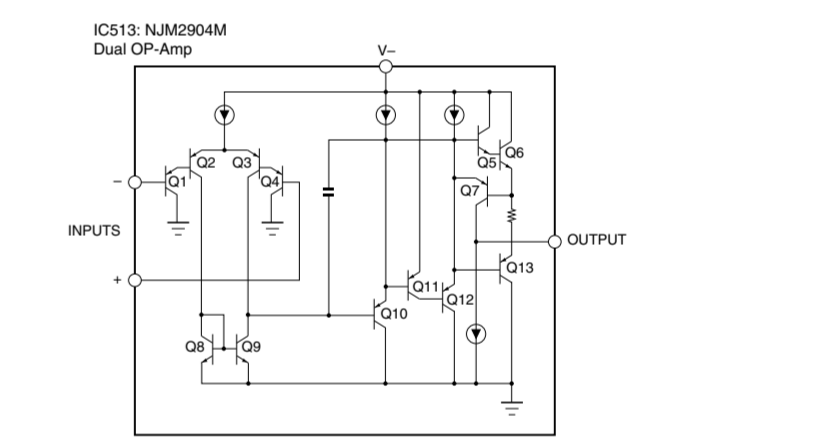 IC513: NJM2904M
Dual OP-Amp
V–
Q2 Q3
Q6
Q5
– Q1 Q4
Q7
INPUTS
OUTPUT
+
Q13
Q11
Q12
Q10
Q8 Q9